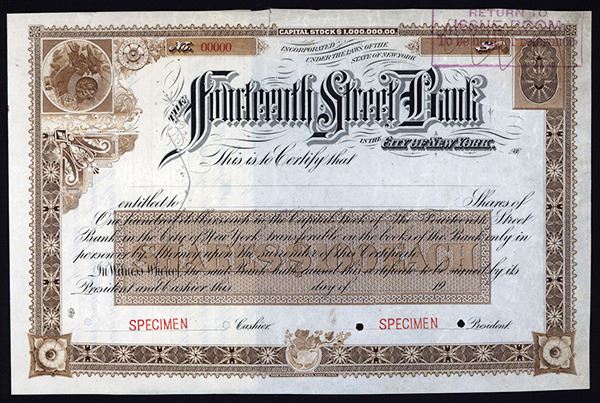 CAPITAL STOCK $1,000,000.00.
RETURN TO
No. 00000
INCORPORATED
UNDER THE LAWS OF THE
STATE OF NEW YORK
THE Fourteenth Street Bank
IN THE CITY OF NEW YORK.
This is to Certify that
entitled to Shares of
One Hundred Dollars each in the Capital Stock of The Fourteenth Street
Bank in the City of New York, transferable on the books of the Bank only in
person or by Attorney upon the surrender of this Certificate.
In Witness Whereof the said Bank hath caused this certificate to be signed by its
President and Cashier this day of 19
SPECIMEN Cashier. SPECIMEN President